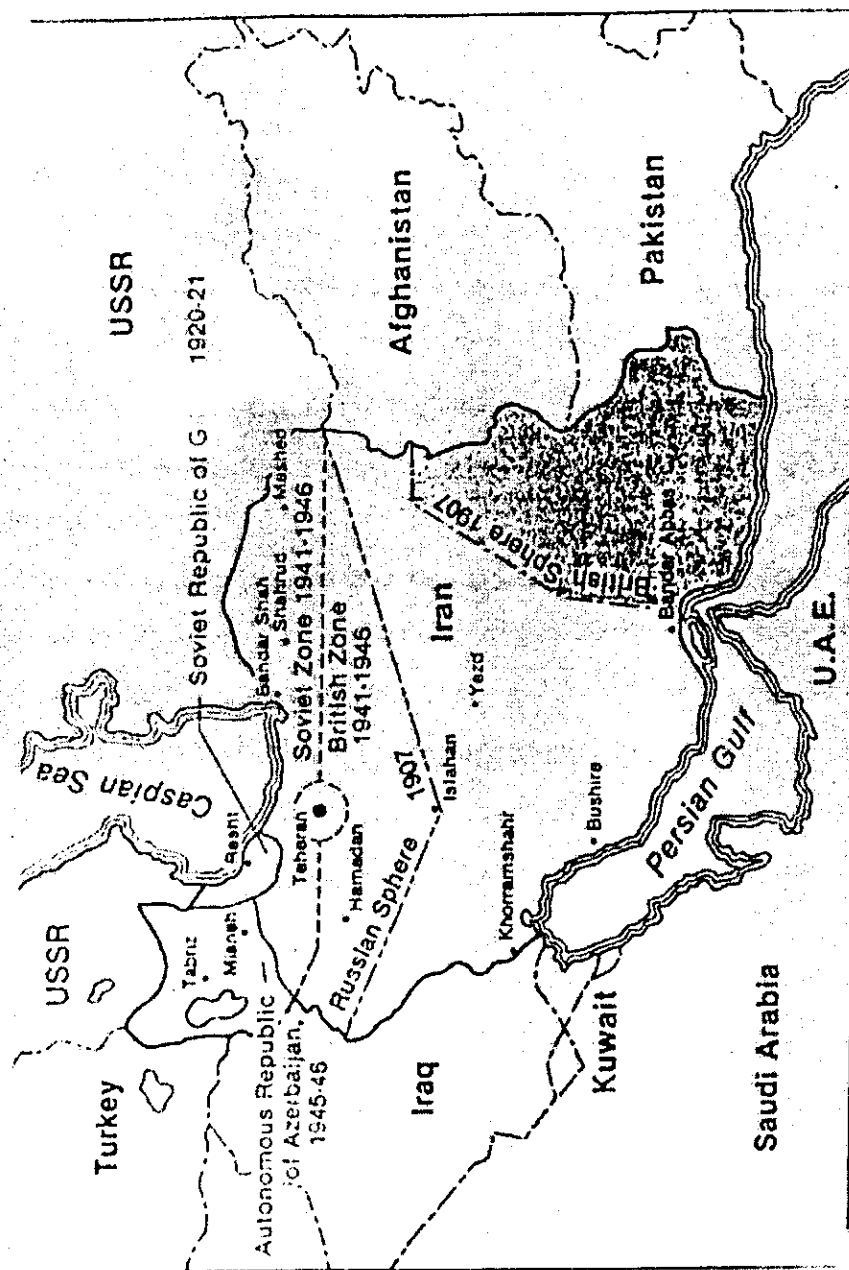 USSR
Soviet Republic of G 1920-21
Turkey
USSR
Caspian Sea
Tabriz
Mianeh
Resht
Bandar Shah
Shahrud
Mashed
Autonomous Republic
of Azerbaijan,
1945-46
Teheran
Soviet Zone 1941-1946
British Zone
1941-1946
Hamadan
Russian Sphere 1907
Isfahan
Iran
Afghanistan
Iraq
Yezd
British Sphere 1907
Khorramshahr
Bushire
Bandar Abbas
Pakistan
Kuwait
Persian Gulf
Saudi Arabia
U.A.E.